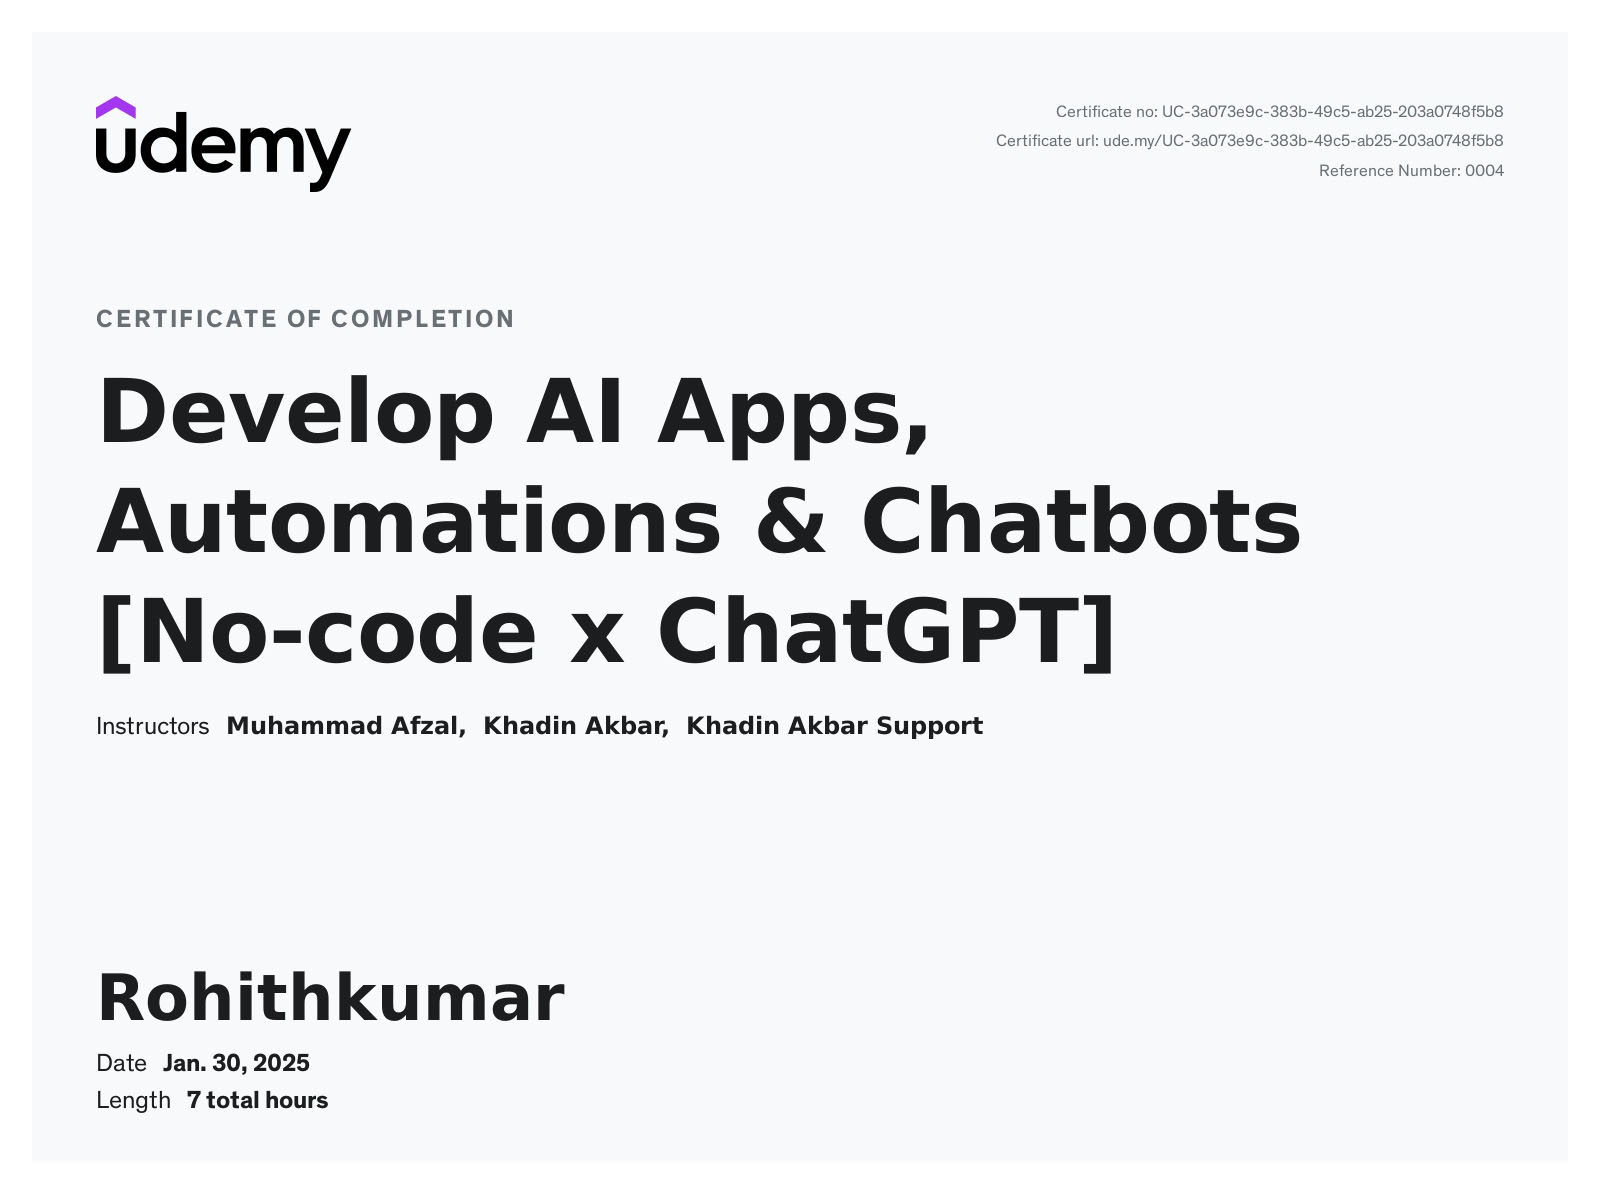 udemy
Certificate no: UC-3a073e9c-383b-49c5-ab25-203a0748f5b8
Certificate url: ude.my/UC-3a073e9c-383b-49c5-ab25-203a0748f5b8
Reference Number: 0004
CERTIFICATE OF COMPLETION
Develop AI Apps,
Automations & Chatbots
[No-code x ChatGPT]
Instructors Muhammad Afzal, Khadin Akbar, Khadin Akbar Support
Rohithkumar
Date Jan. 30, 2025
Length 7 total hours